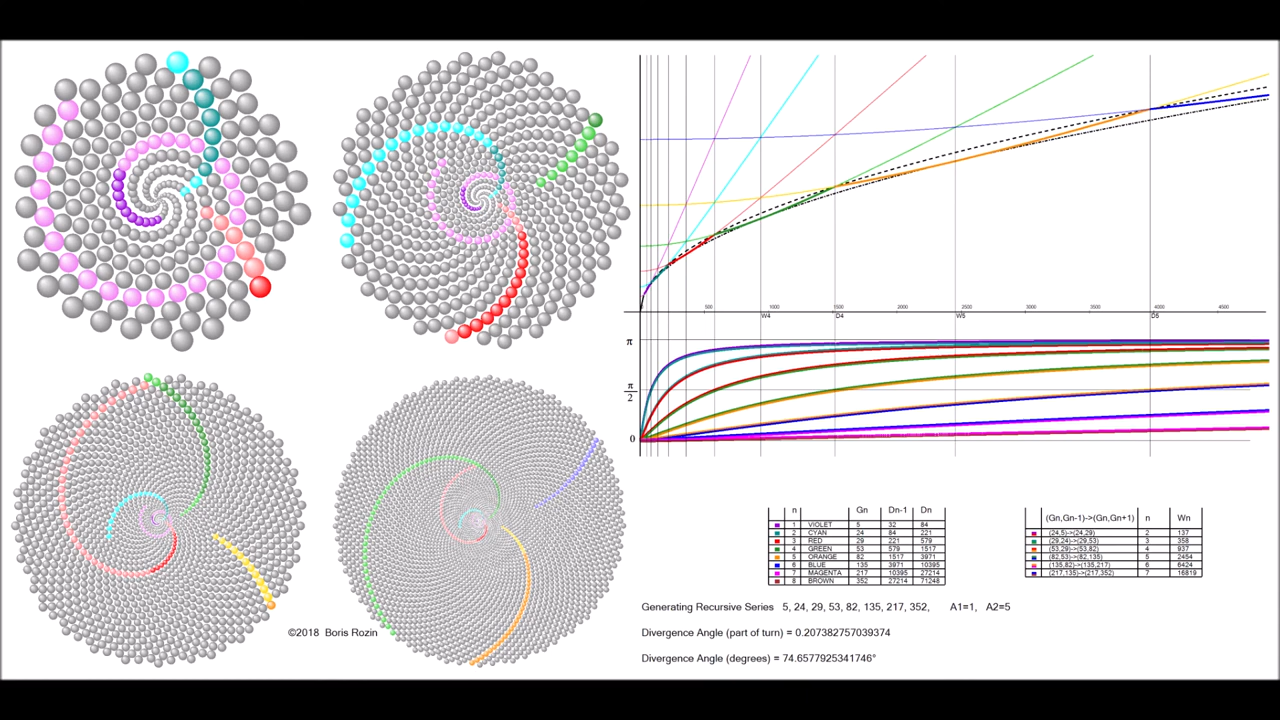 500 1000 1500 2000 2500 3000 3500 4000 4500
W4 D4 W5 D5
π
π
2
0
n Gn Dn-1 Dn
1 VIOLET 5 32 84
2 CYAN 24 84 221
3 RED 29 221 579
4 GREEN 53 579 1517
5 ORANGE 82 1517 3971
6 BLUE 135 3971 10395
7 MAGENTA 217 10395 27214
8 BROWN 352 27214 71248
(Gn,Gn-1)->(Gn,Gn+1) n Wn
(24,5)->(24,29) 2 137
(29,24)->(29,53) 3 358
(53,29)->(53,82) 4 937
(82,53)->(82,135) 5 2454
(135,82)->(135,217) 6 6424
(217,135)->(217,352) 7 16819
Generating Recursive Series 5, 24, 29, 53, 82, 135, 217, 352, A1=1, A2=5
©2018 Boris Rozin
Divergence Angle (part of turn) = 0.207382757039374
Divergence Angle (degrees) = 74.6577925341746°